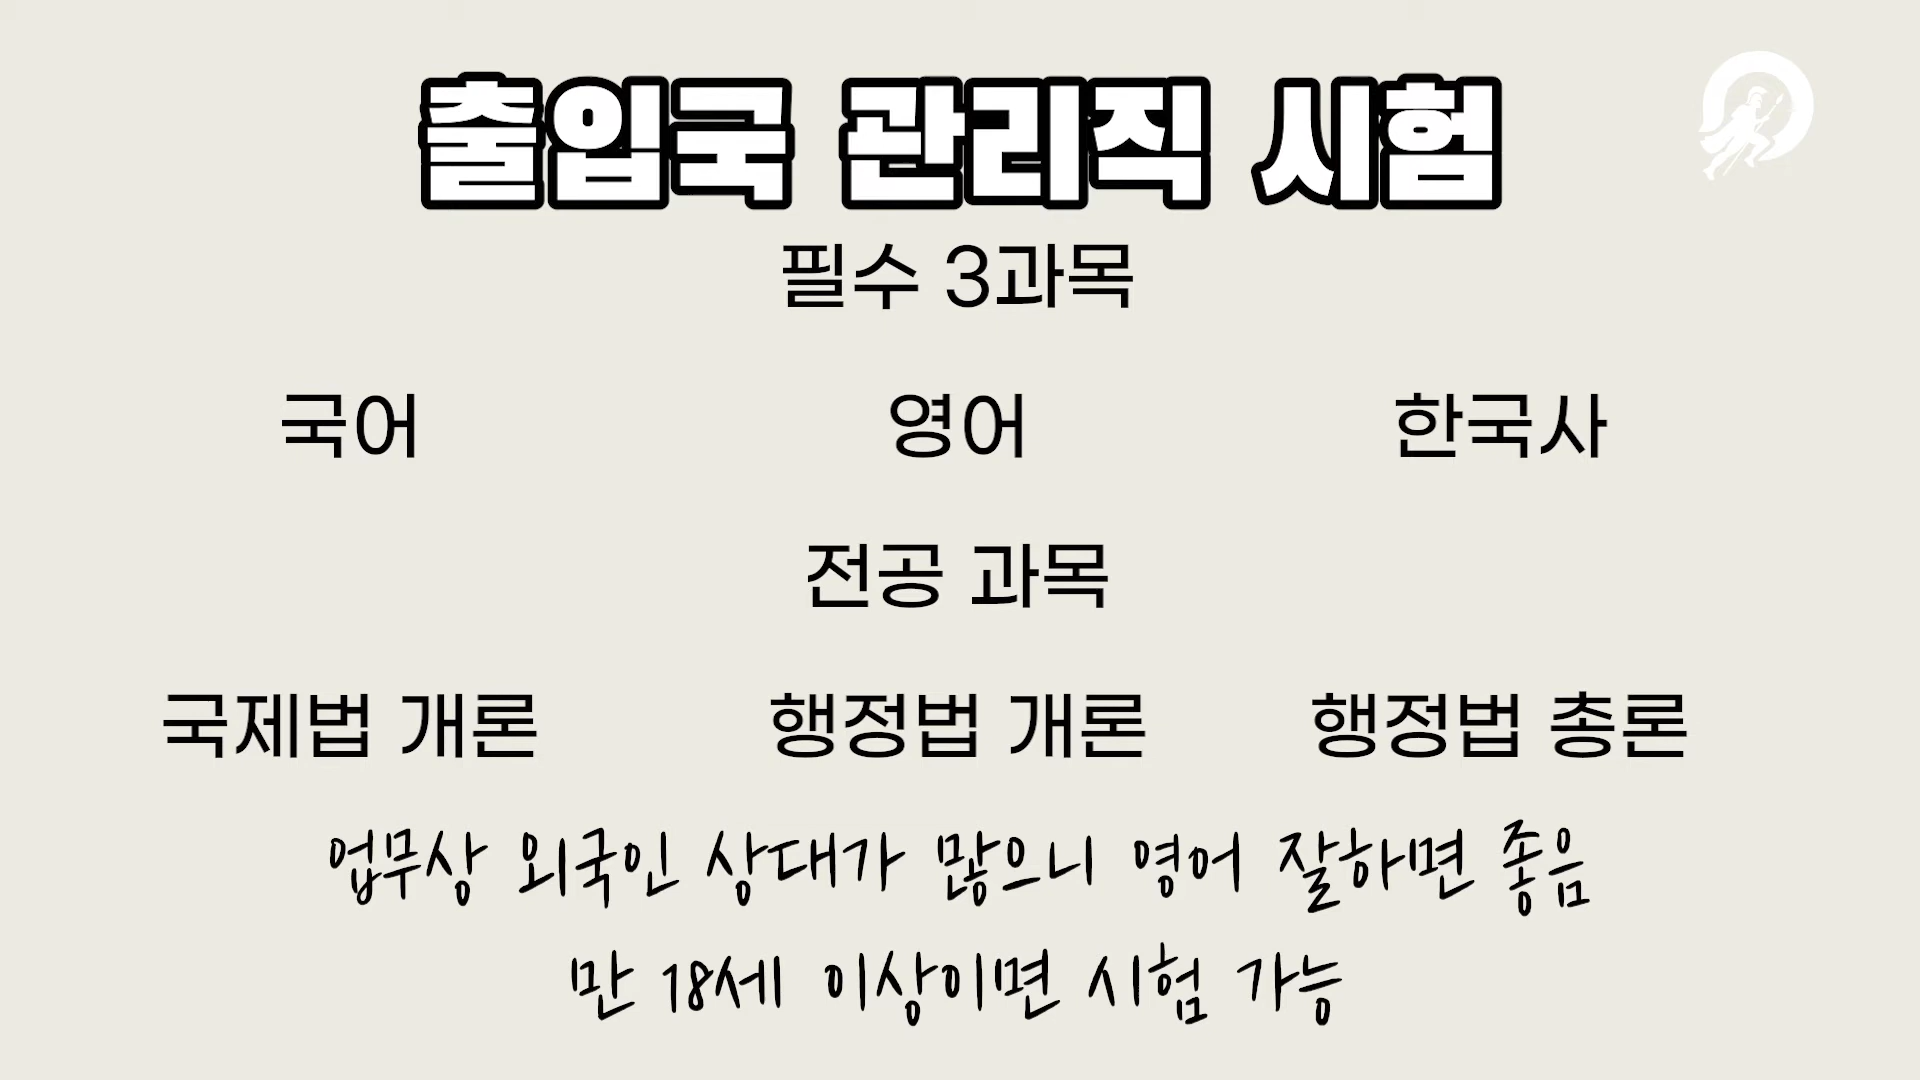 출입국 관리직 시험
필수 3과목
국어 영어 한국사
전공 과목
국제법 개론 행정법 개론 행정법 총론
업무상 외국인 상대가 많으니 영어 잘하면 좋음
만 18세 이상이면 시험 가능